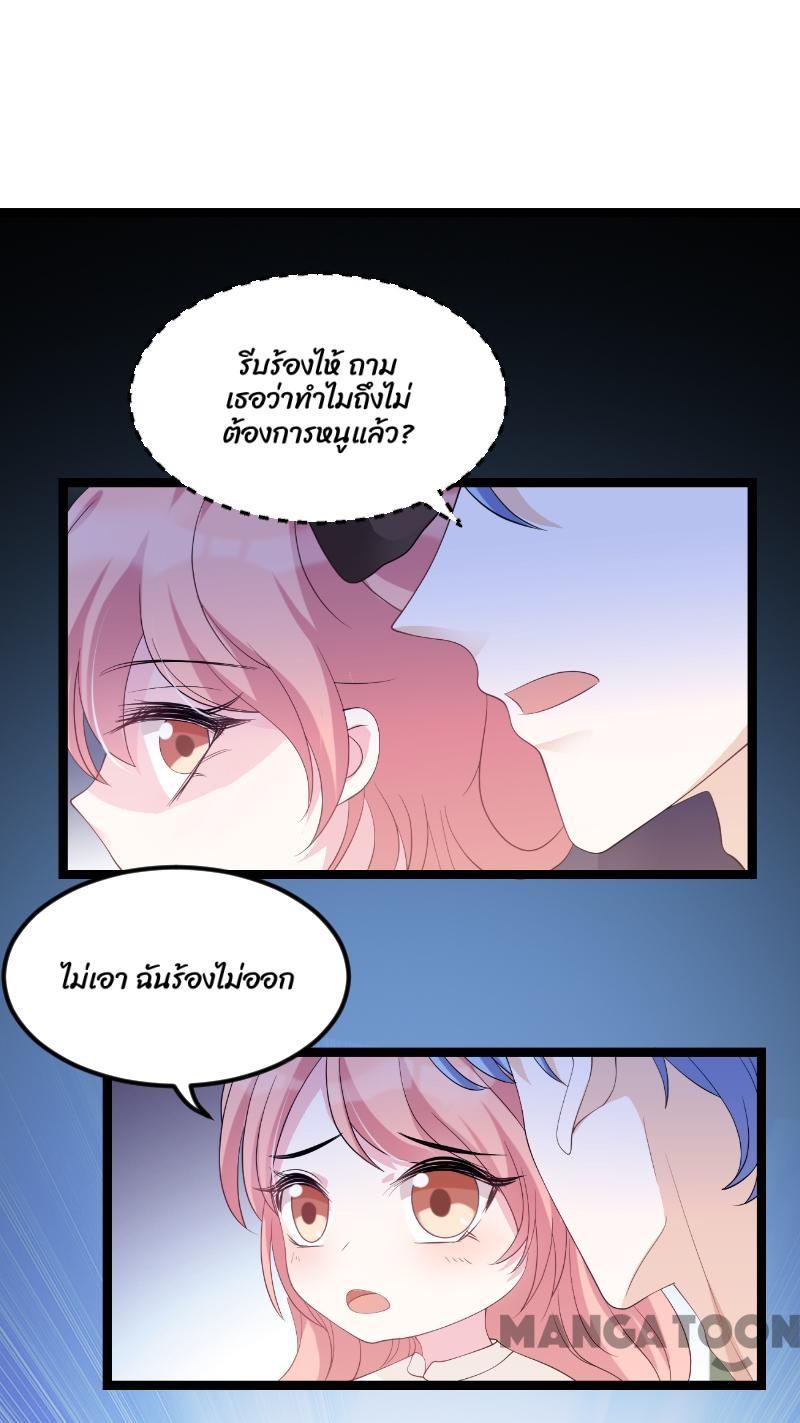 รีบร้องไห้ ถาม
เธอว่าทำไมถึงไม่
ต้องการหนูแล้ว?
ไม่เอา ฉันร้องไม่ออก
MANGATOON